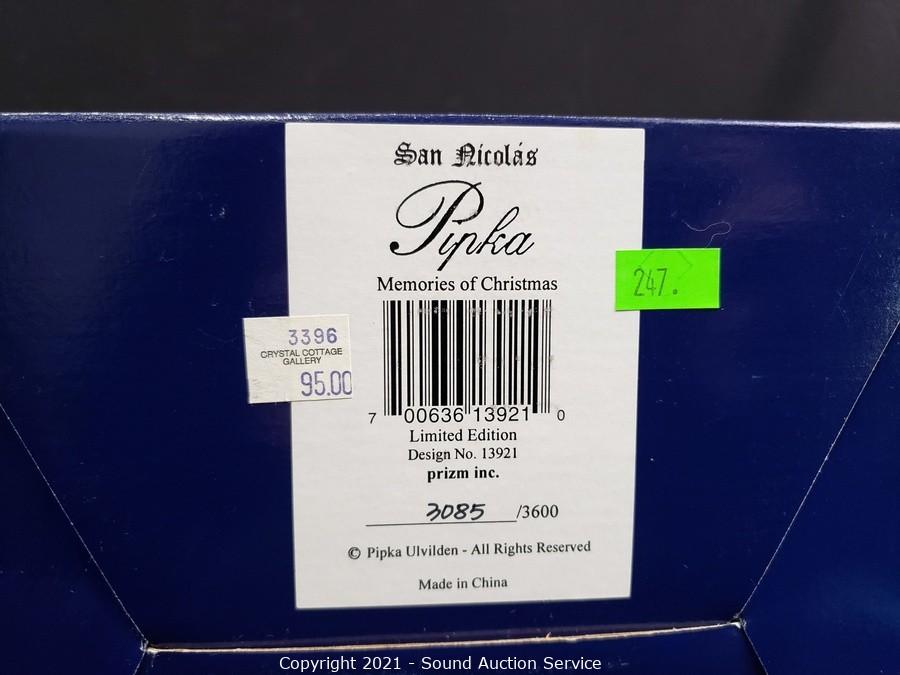 San Nicolás
Pipka
Memories of Christmas
247.
3396
CRYSTAL COTTAGE
GALLERY
95.00
7 00636 13921 0
Limited Edition
Design No. 13921
prizm inc.
3085/3600
© Pipka Ulvilden - All Rights Reserved
Made in China
Copyright 2021 - Sound Auction Service